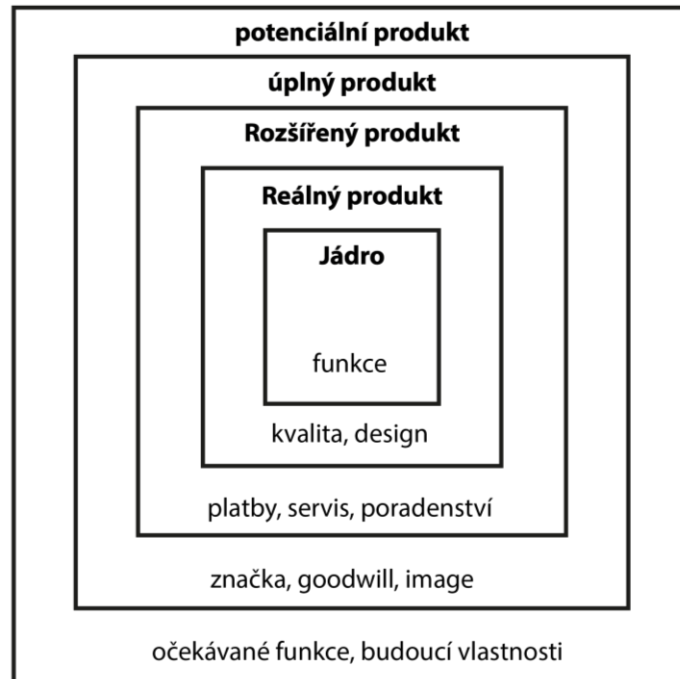 potenciální produkt
úplný produkt
Rozšířený produkt
Reálný produkt
Jádro
funkce
kvalita, design
platby, servis, poradenství
značka, goodwill, image
očekávané funkce, budoucí vlastnosti